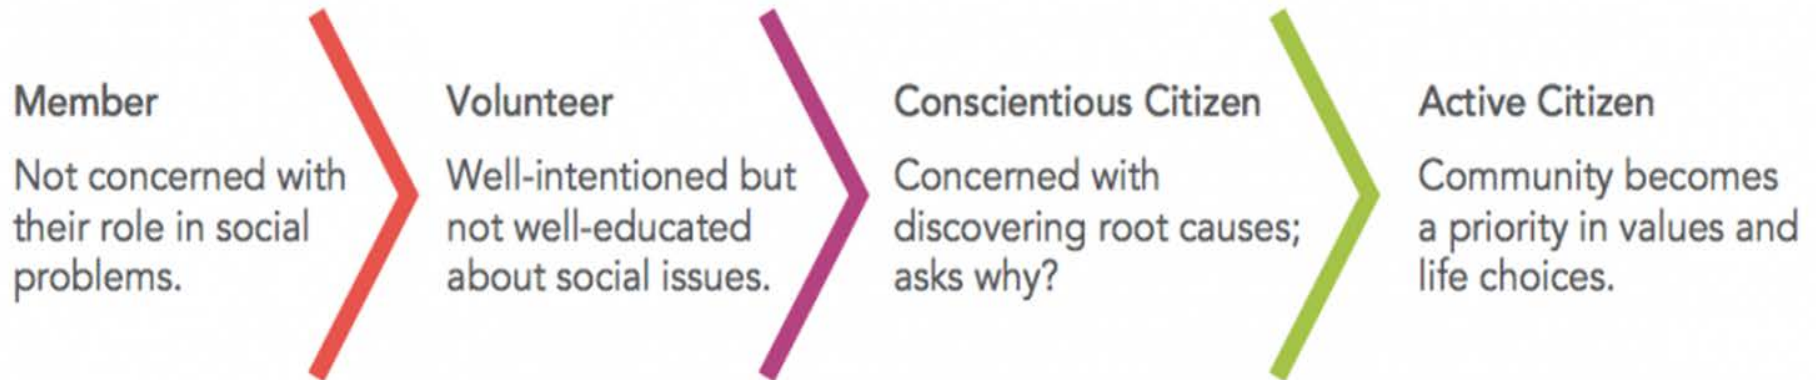 Member
Not concerned with
their role in social
problems.
Volunteer
Well-intentioned but
not well-educated
about social issues.
Conscientious Citizen
Concerned with
discovering root causes;
asks why?
Active Citizen
Community becomes
a priority in values and
life choices.